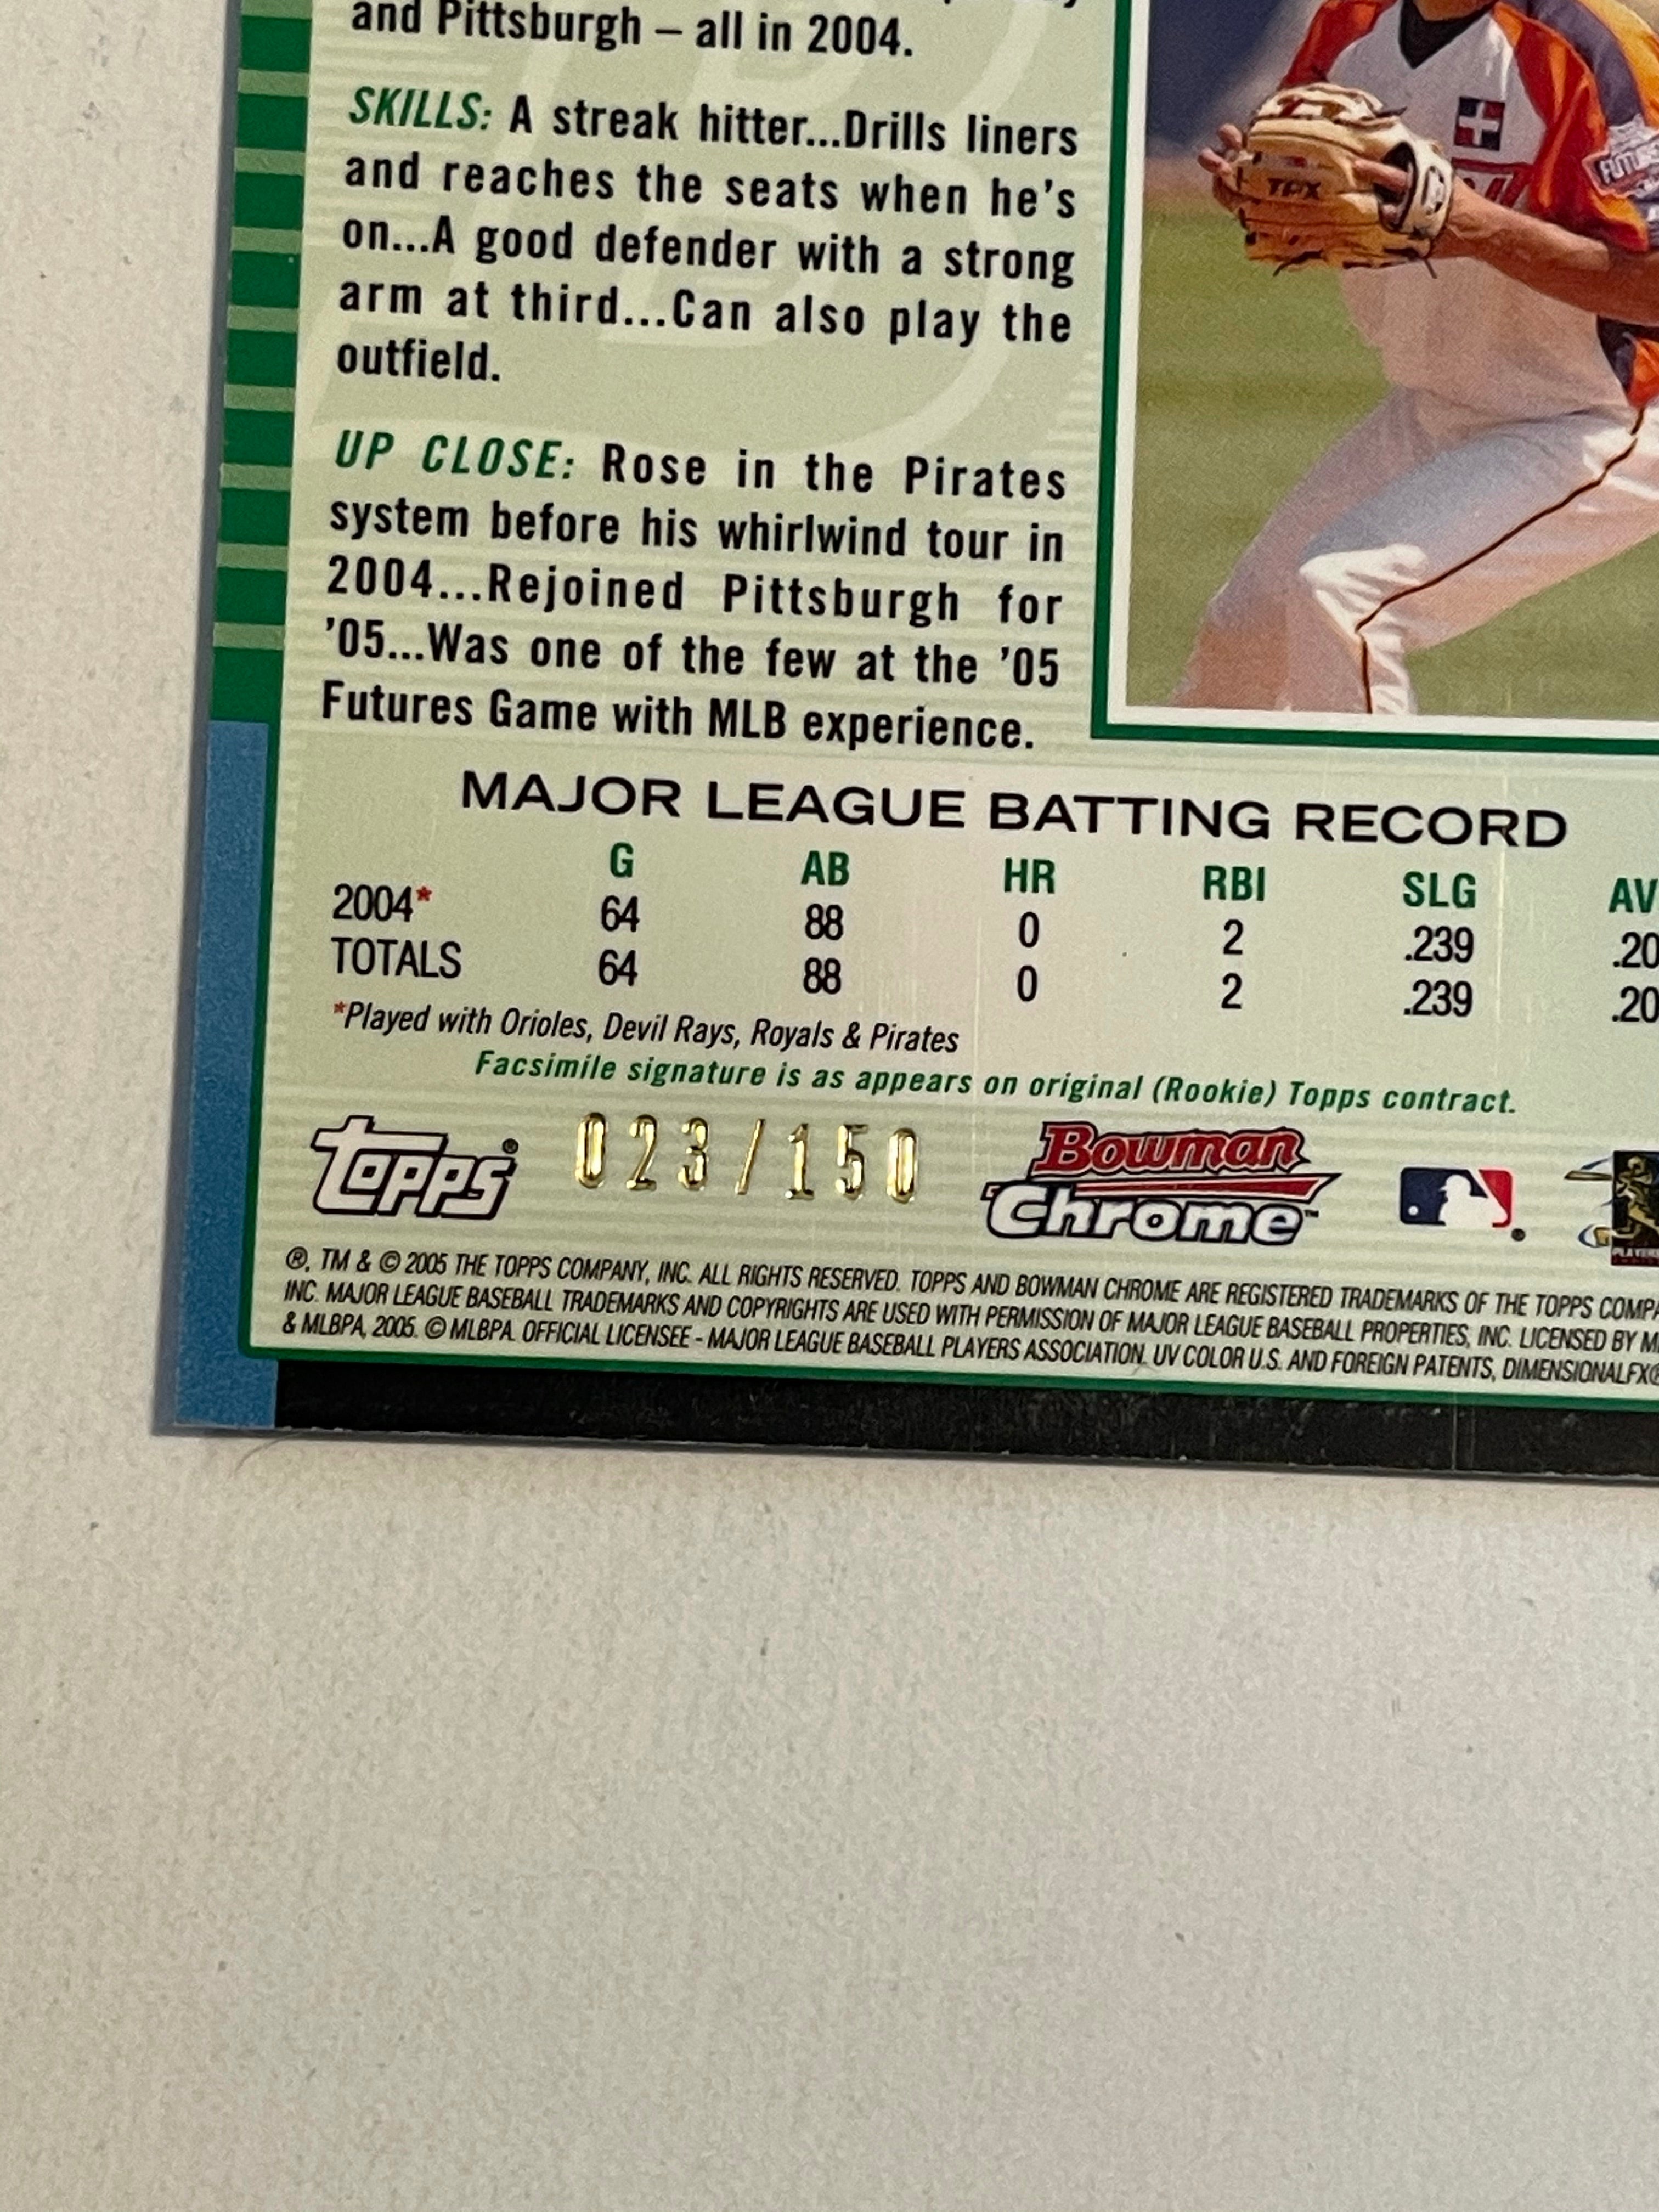 and Pittsburgh – all in 2004.
SKILLS: A streak hitter...Drills liners
and reaches the seats when he's
on...A good defender with a strong
arm at third...Can also play the
outfield.
UP CLOSE: Rose in the Pirates
system before his whirlwind tour in
2004...Rejoined Pittsburgh for
'05...Was one of the few at the '05
Futures Game with MLB experience.
TPX
MAJOR LEAGUE BATTING RECORD
G AB HR RBI SLG AV
2004* 64 88 0 2 .239 .20
TOTALS 64 88 0 2 .239 .20
*Played with Orioles, Devil Rays, Royals & Pirates
Facsimile signature is as appears on original (Rookie) Topps contract.
Topps® 023/150 Bowman Chrome™
®, TM & © 2005 THE TOPPS COMPANY, INC. ALL RIGHTS RESERVED. TOPPS AND BOWMAN CHROME ARE REGISTERED TRADEMARKS OF THE TOPPS COMPA
INC. MAJOR LEAGUE BASEBALL TRADEMARKS AND COPYRIGHTS ARE USED WITH PERMISSION OF MAJOR LEAGUE BASEBALL PROPERTIES, INC. LICENSED BY M
& MLBPA, 2005. © MLBPA. OFFICIAL LICENSEE - MAJOR LEAGUE BASEBALL PLAYERS ASSOCIATION. UV COLOR U.S. AND FOREIGN PATENTS, DIMENSIONALFX®